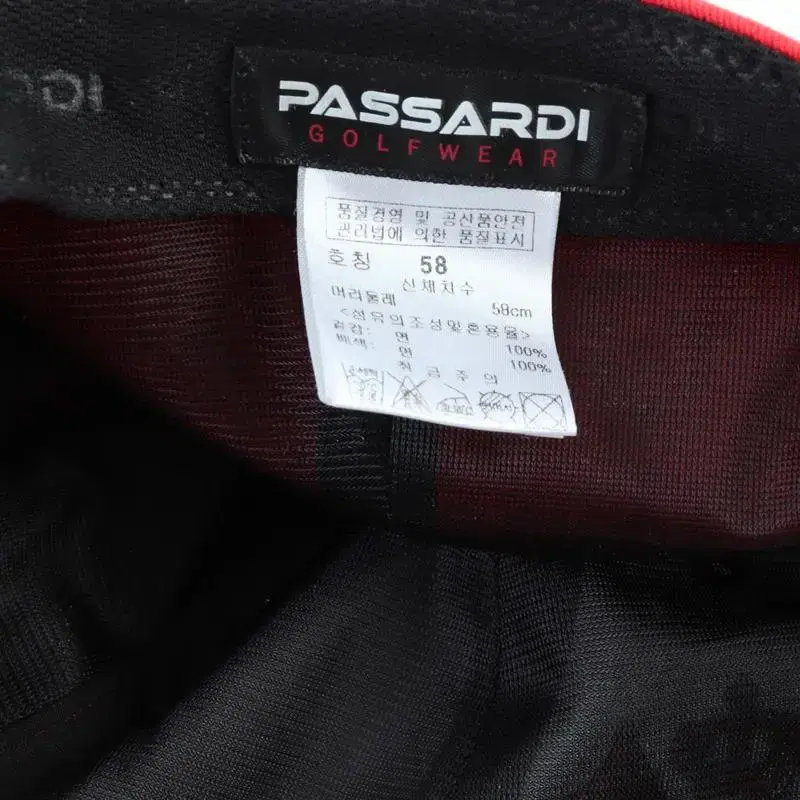 PASSARDI
GOLFWEAR
품질경영 및 공산품안전
관리법에 의한 품질표시
호칭 58
신체치수
머리둘레 58cm
<섬유의조성및혼용율>
겉감: 면 100%
배색: 면 100%
취 급 주 의